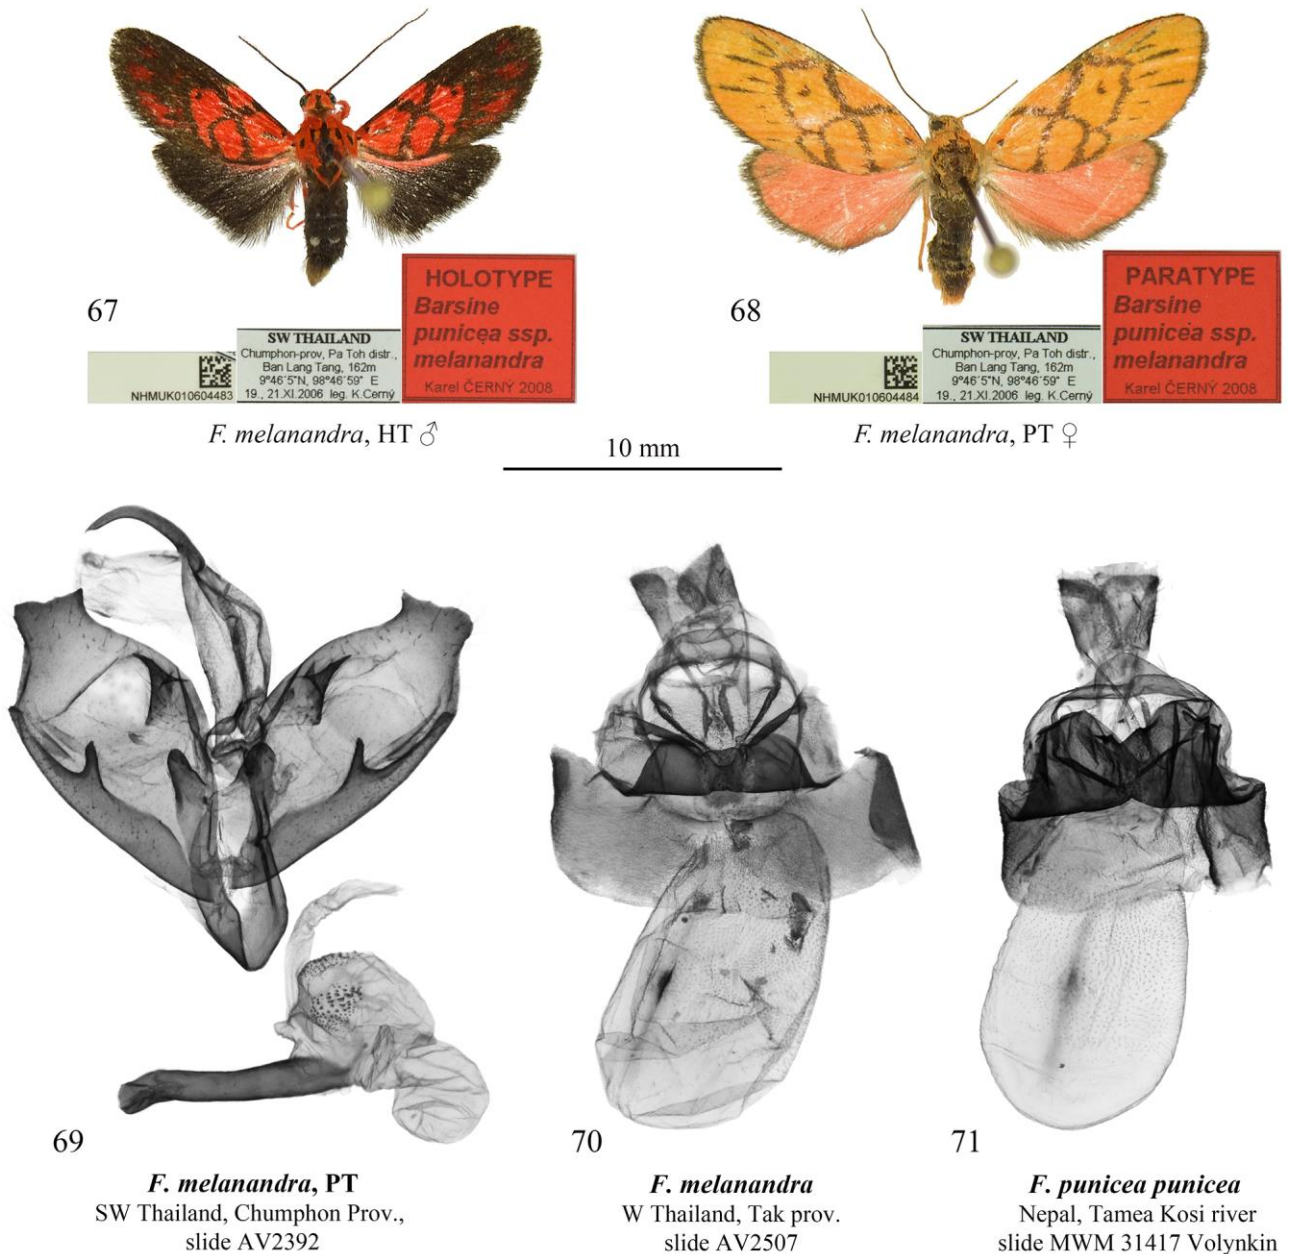 67
NHMUK010604483
SW THAILAND
Chumphon-prov, Pa Toh distr.,
Ban Lang Tang, 162m
9°46´5"N, 98°46´59" E
19., 21.XI.2006 leg. K.Cerný
HOLOTYPE
Barsine
punicea ssp.
melanandra
Karel ČERNÝ 2008
F. melanandra, HT ♂
68
NHMUK010604484
SW THAILAND
Chumphon-prov, Pa Toh distr.,
Ban Lang Tang, 162m
9°46´5"N, 98°46´59" E
19., 21.XI.2006 leg. K.Cerný
PARATYPE
Barsine
punicea ssp.
melanandra
Karel ČERNÝ 2008
F. melanandra, PT ♀
10 mm
69
F. melanandra, PT
SW Thailand, Chumphon Prov.,
slide AV2392
70
F. melanandra
W Thailand, Tak prov.
slide AV2507
71
F. punicea punicea
Nepal, Tamea Kosi river
slide MWM 31417 Volynkin